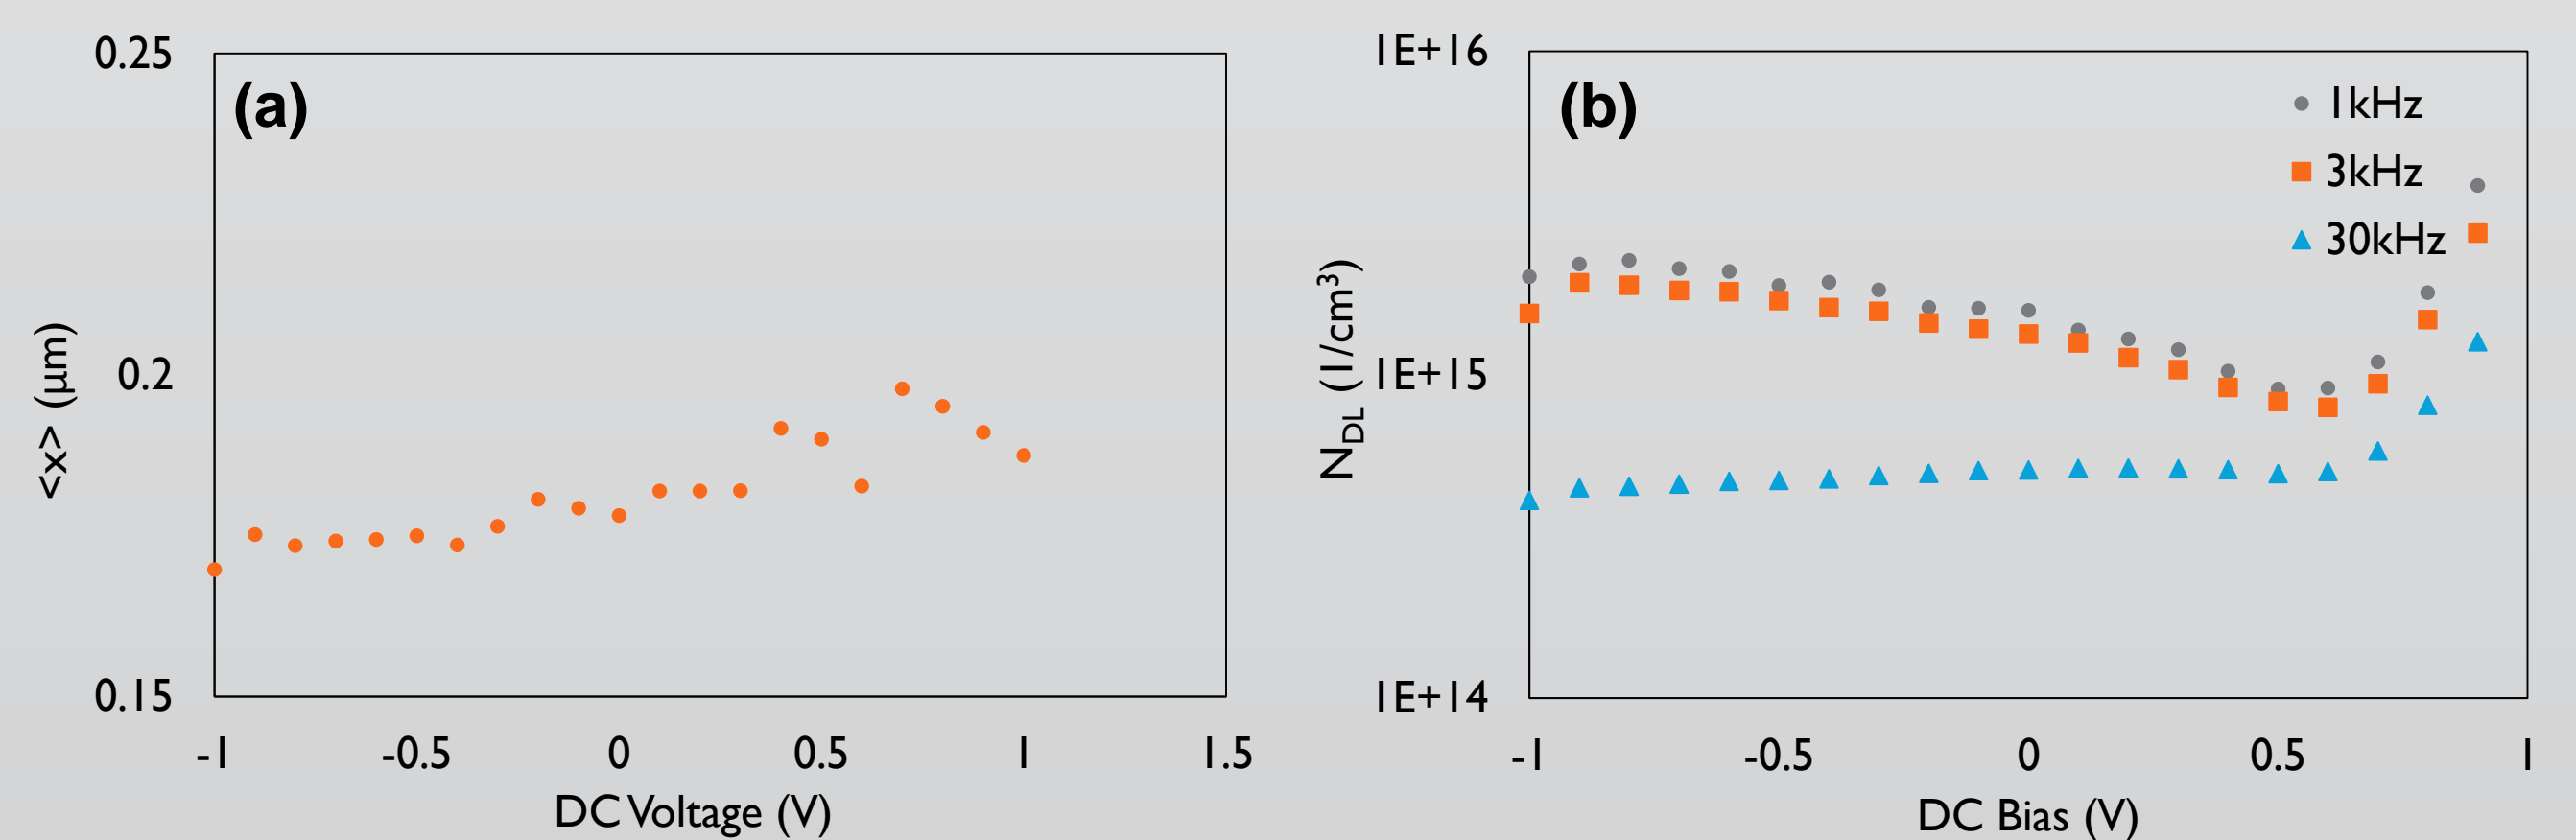 (a)
0.25
0.2
0.15
<x> (μm)
-1 -0.5 0 0.5 1 1.5
DC Voltage (V)
(b)
1kHz
3kHz
30kHz
1E+16
1E+15
1E+14
NDL (1/cm³)
-1 -0.5 0 0.5 1
DC Bias (V)